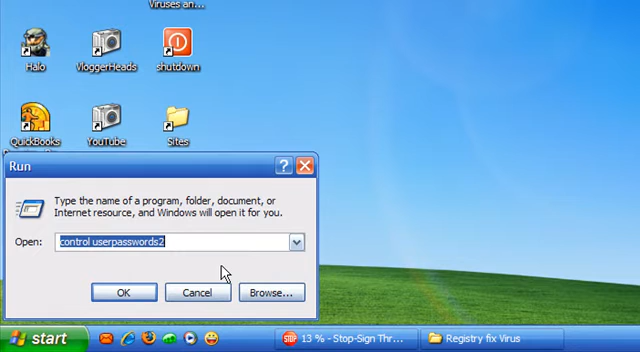 Viruses an...
Halo
VloggerHeads
shutdown
QuickBooks
YouTube
Sites
Run
Type the name of a program, folder, document, or
Internet resource, and Windows will open it for you.
Open:
control userpasswords2
OK
Cancel
Browse...
start
STOP
13 % - Stop-Sign Thr...
Registry fix Virus